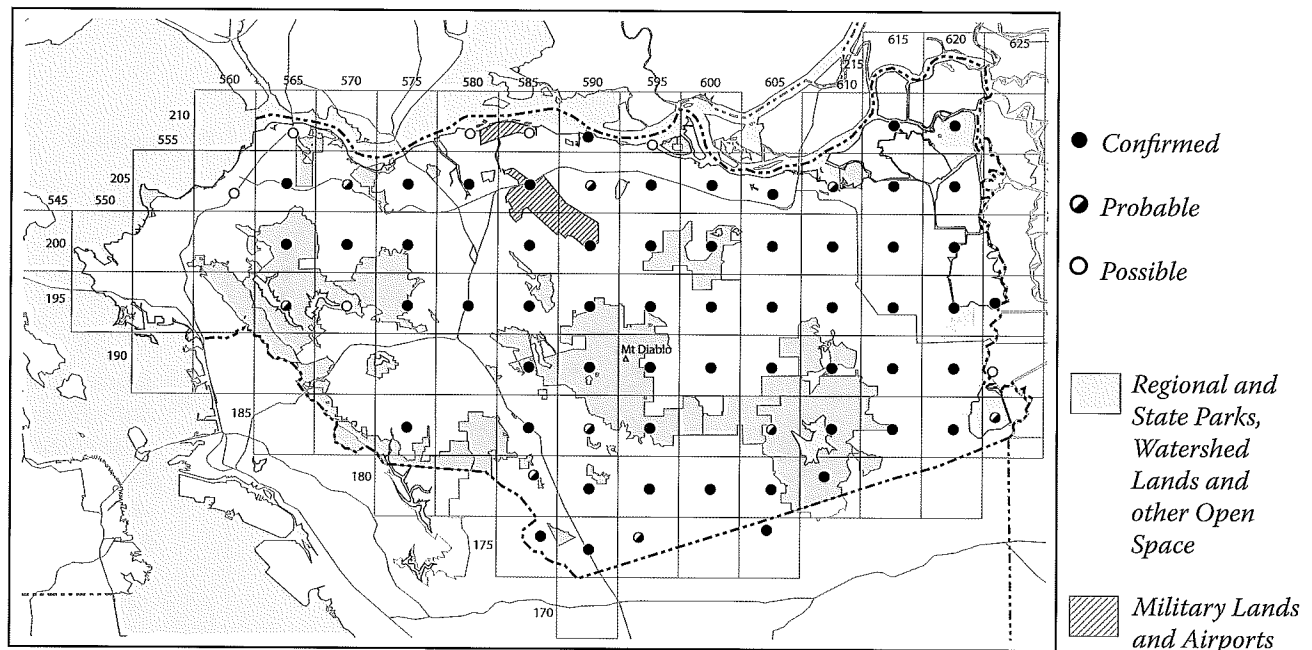 615 620 625
560 565 570 575 580 585 590 595 600 605 610 215
210
555
205
545 550
200
195
190
Mt Diablo
185
180
175
170
Confirmed
Probable
Possible
Regional and
State Parks,
Watershed
Lands and
other Open
Space
Military Lands
and Airports